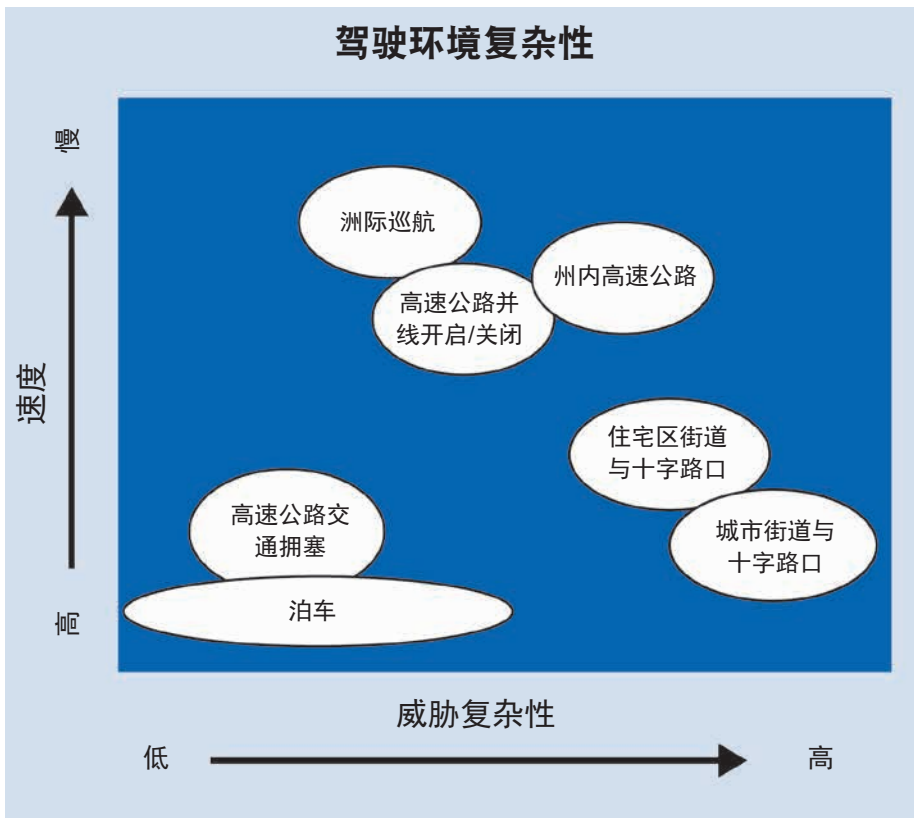 驾驶环境复杂性
慢
洲际巡航
州内高速公路
高速公路并
线开启/关闭
速度
住宅区街道
与十字路口
高速公路交
通拥塞
城市街道与
十字路口
泊车
高
威胁复杂性
低
高